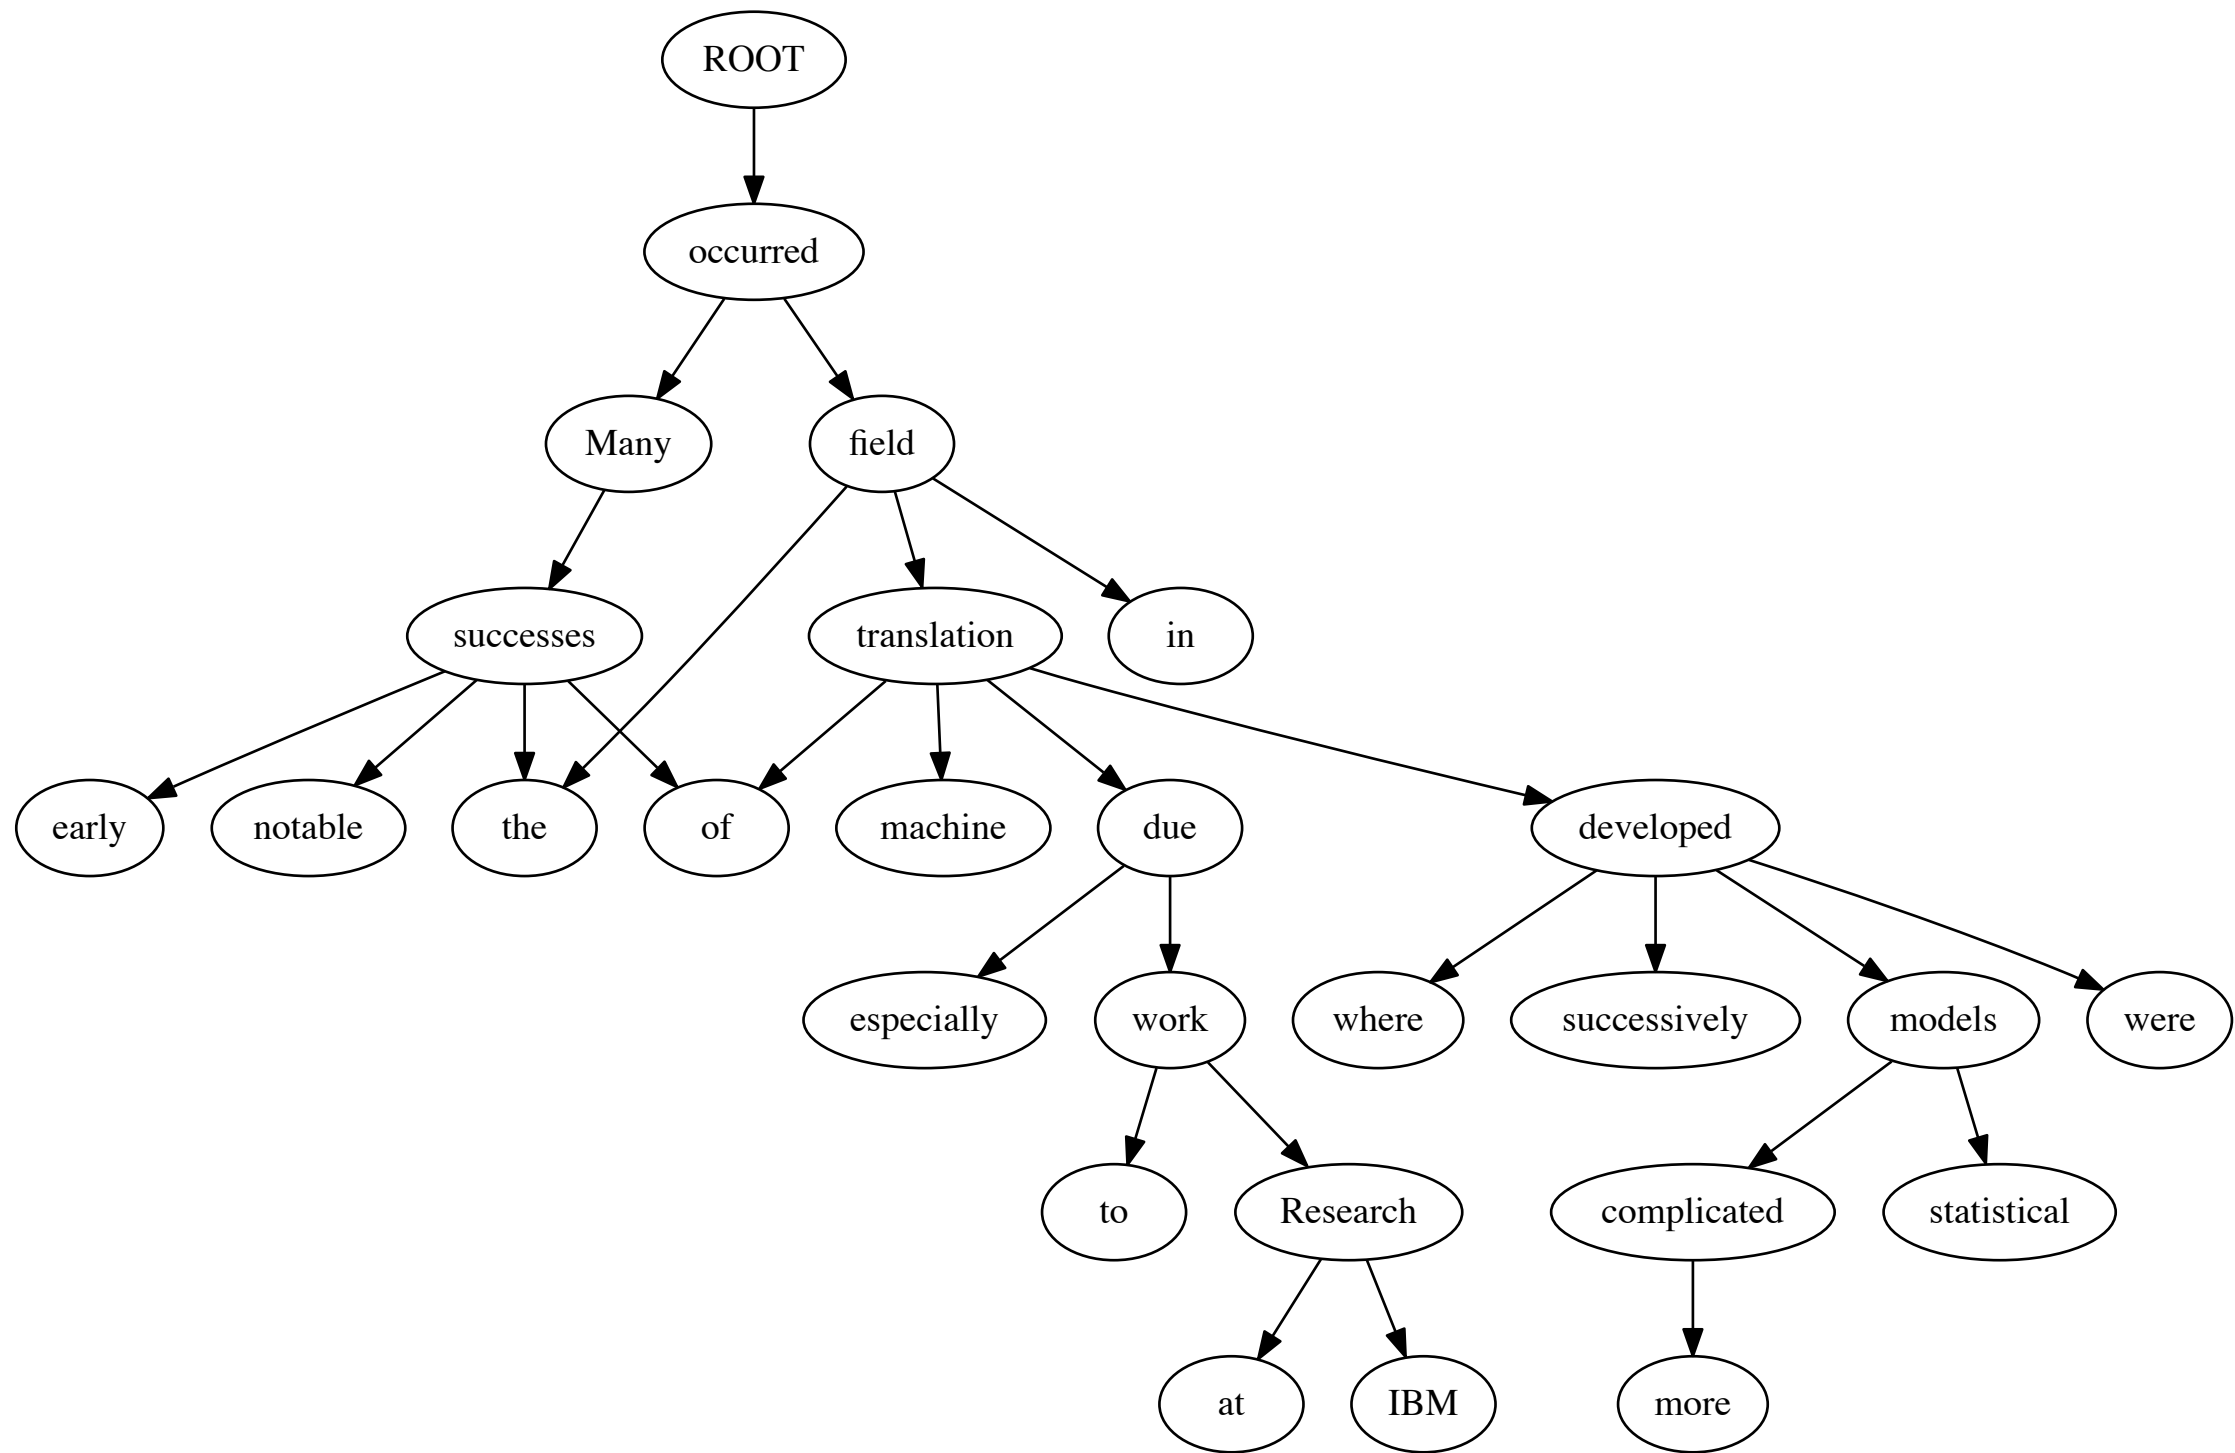 ROOT
occurred
Many field
successes translation in
early notable the of machine due developed
especially work where successively models were
to Research complicated statistical
at IBM more